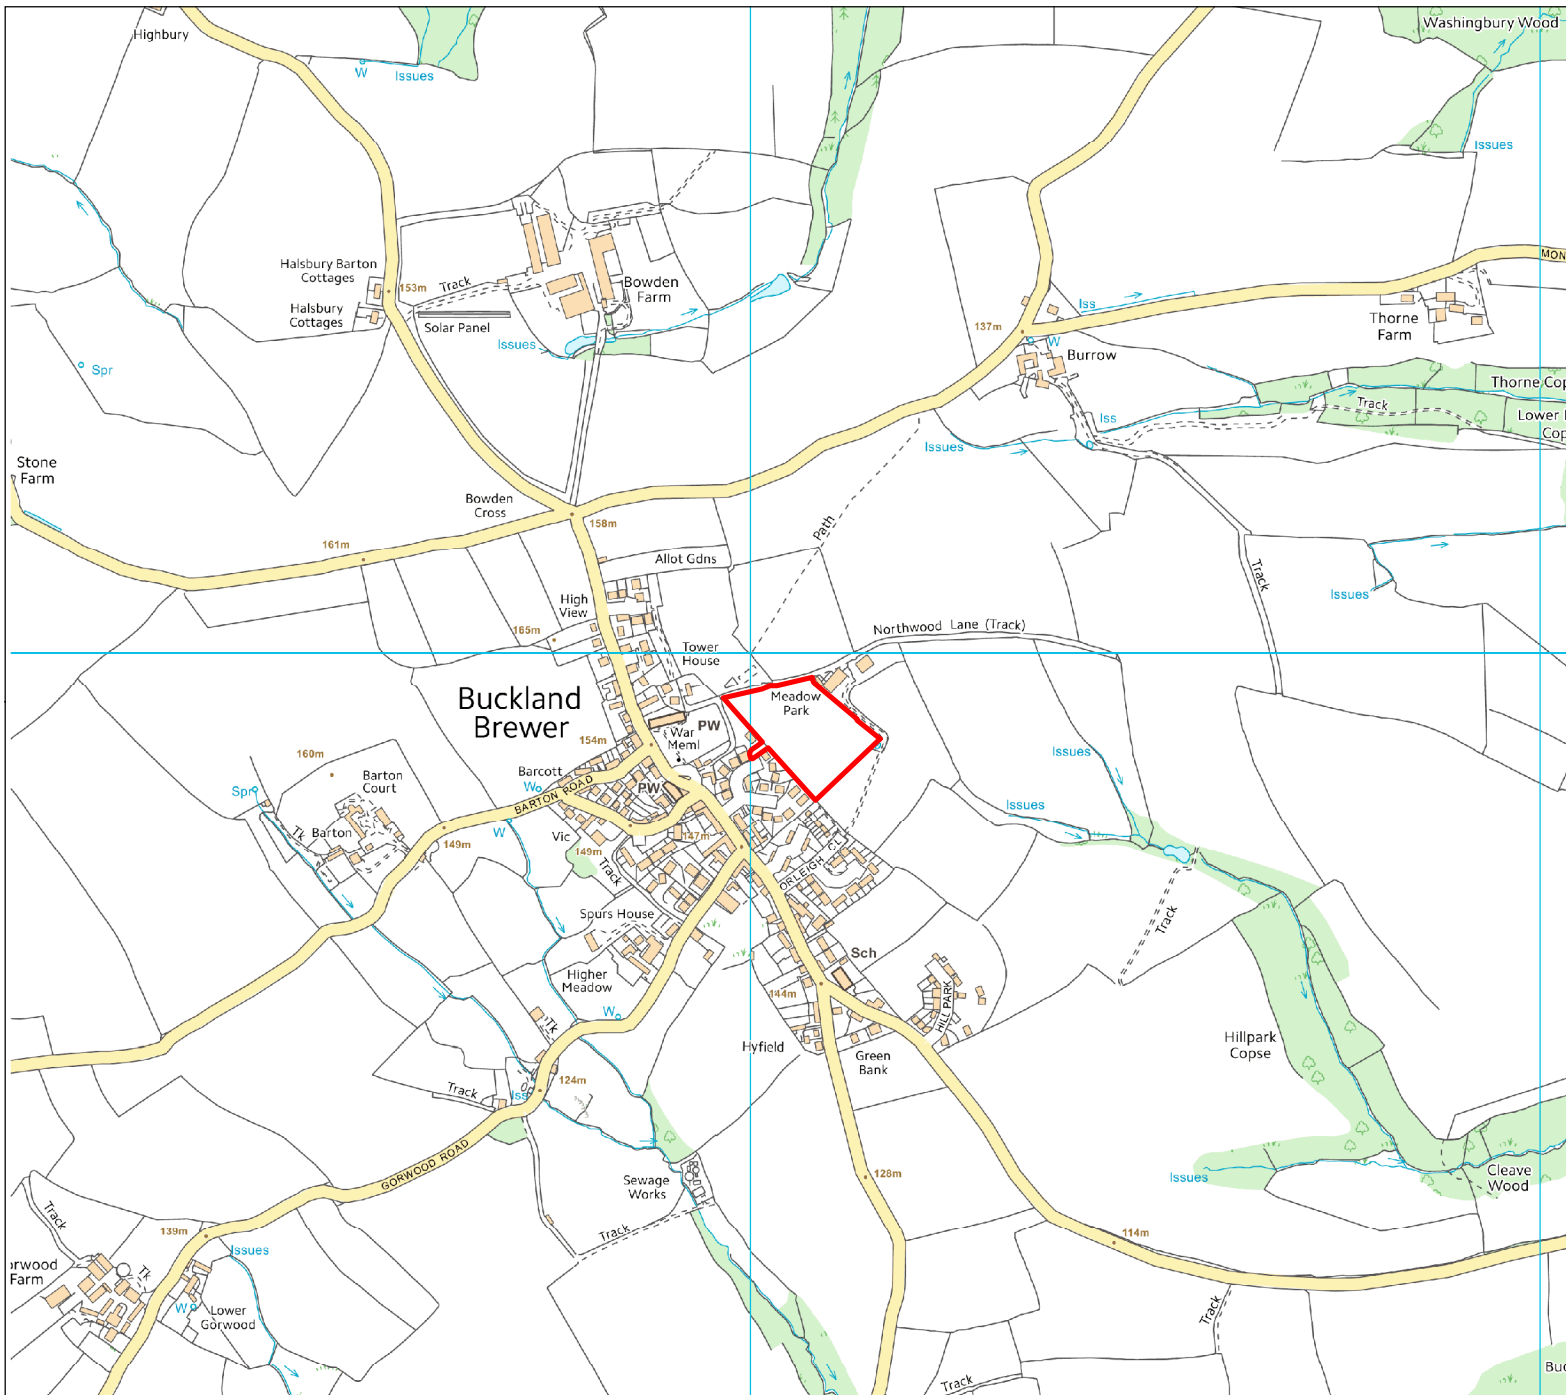 Highbury
W
Issues
Washingbury Wood
Issues
Halsbury Barton
Cottages
Halsbury
Cottages
153m
Track
Solar Panel
Bowden
Farm
Issues
Spr
Iss
137m
W
Burrow
Thorne
Farm
MON
Thorne Cop
Track
Lower
Cop
Iss
Issues
Stone
Farm
Bowden
Cross
158m
161m
Path
Allot Gdns
Track
Issues
High
View
165m
Northwood Lane (Track)
Tower
House
Buckland
Brewer
Meadow
Park
PW
War
Meml
154m
160m
Barcott
W
Barton
Court
BARTON ROAD
PW
Spr
Tk
Barton
149m
W
Vic
149m
147m
Track
ORLEIGH CL
Issues
Issues
Track
Spurs House
Higher
Meadow
Sch
144m
HILL PARK
W
Tk
Hyfield
Green
Bank
Hillpark
Copse
Track
124m
Iss
GORWOOD ROAD
Sewage
Works
128m
Issues
Cleave
Wood
Track
Track
139m
Issues
114m
orwood
Farm
Tk
W
Lower
Gorwood
Track
Track
Buc